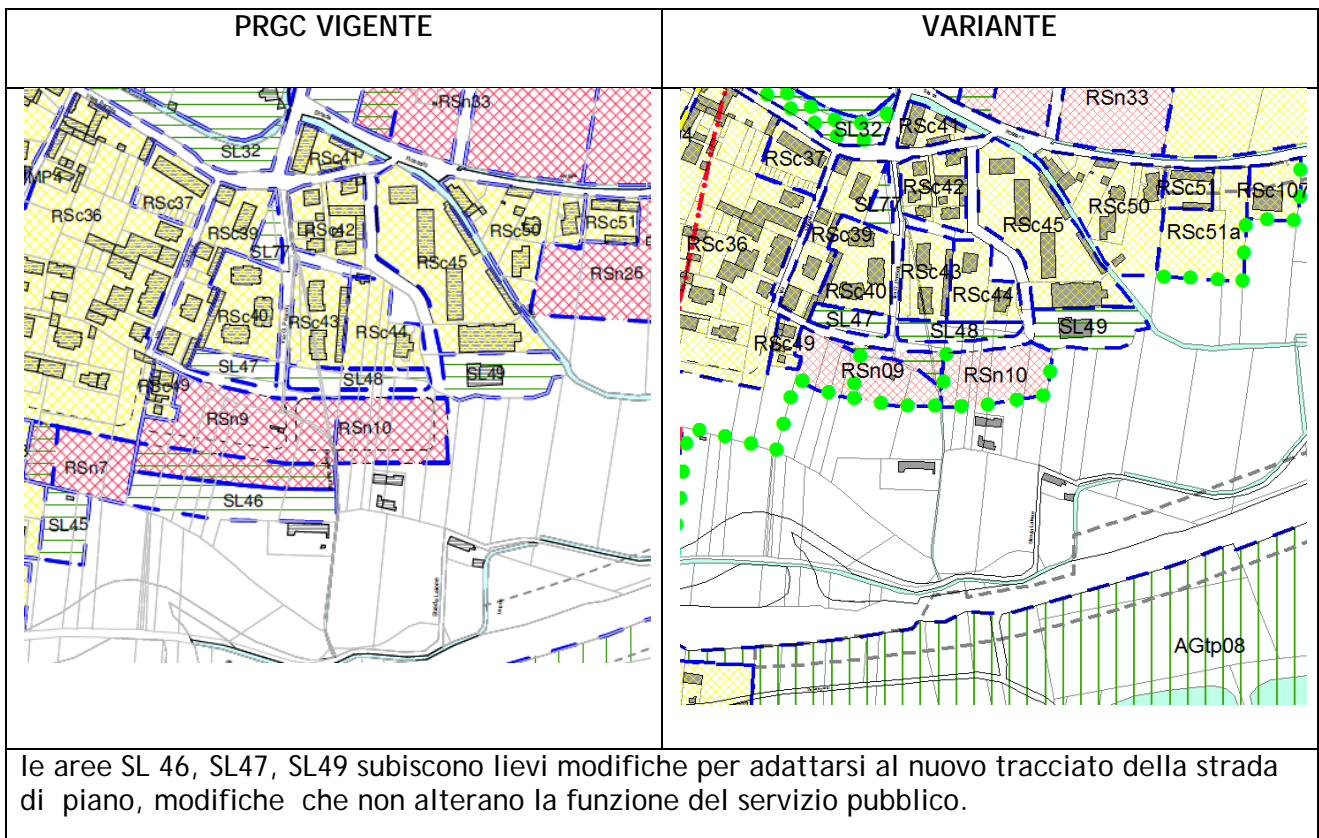 PRGC VIGENTE
VARIANTE
RSn33
SL32
RSc41
MP4
RSc36
RSc37
RSc39
RSc42
SL77
RSc50
RSc51
RSc45
RSn26
RSc40
RSc43
RSc44
SL47
SL48
SL49
RSc49
RSn9
RSn10
RSn7
SL46
SL45
RSn33
SL32
RSc41
RSc37
RSc42
SL77
RSc51
RSc107
RSc50
RSc45
RSc51a
RSc36
RSc39
RSc43
RSc40
RSc44
SL47
SL48
SL49
RSc49
RSn09
RSn10
AGtp08
le aree SL 46, SL47, SL49 subiscono lievi modifiche per adattarsi al nuovo tracciato della strada
di piano, modifiche che non alterano la funzione del servizio pubblico.